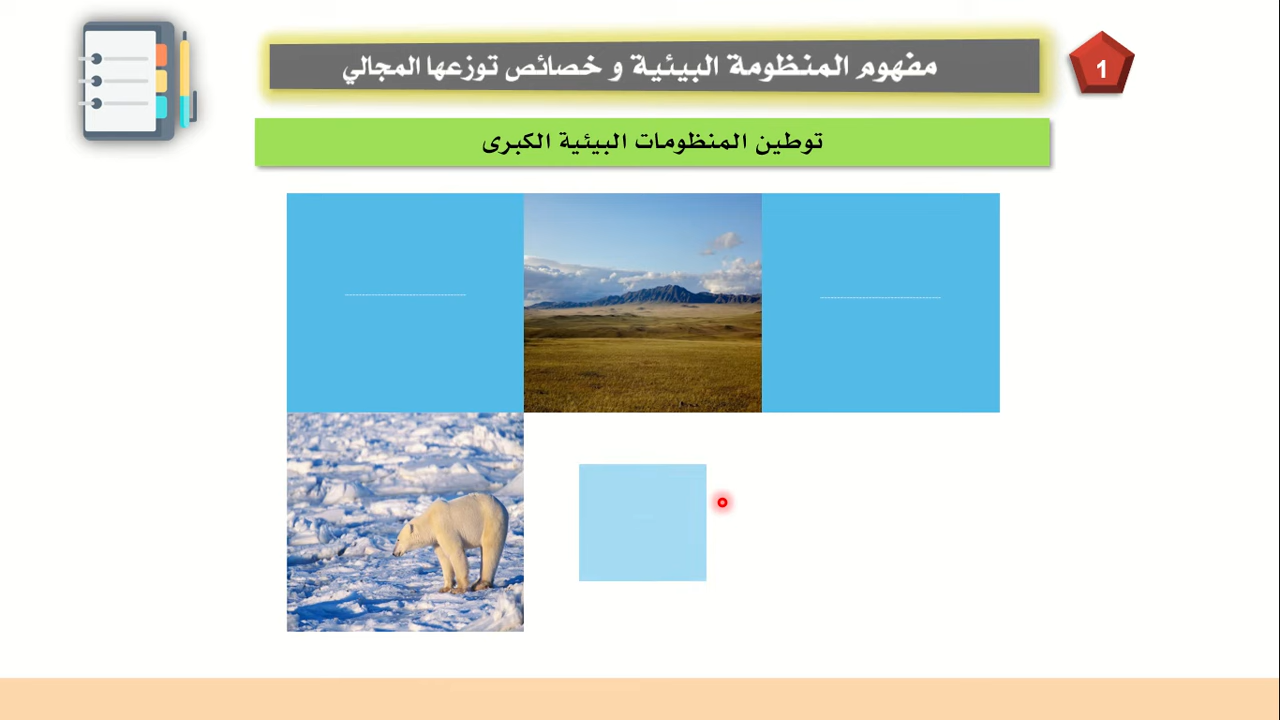 1
مفهوم المنظومة البيئية و خصائص توزعها المجالي
توطين المنظومات البيئية الكبرى